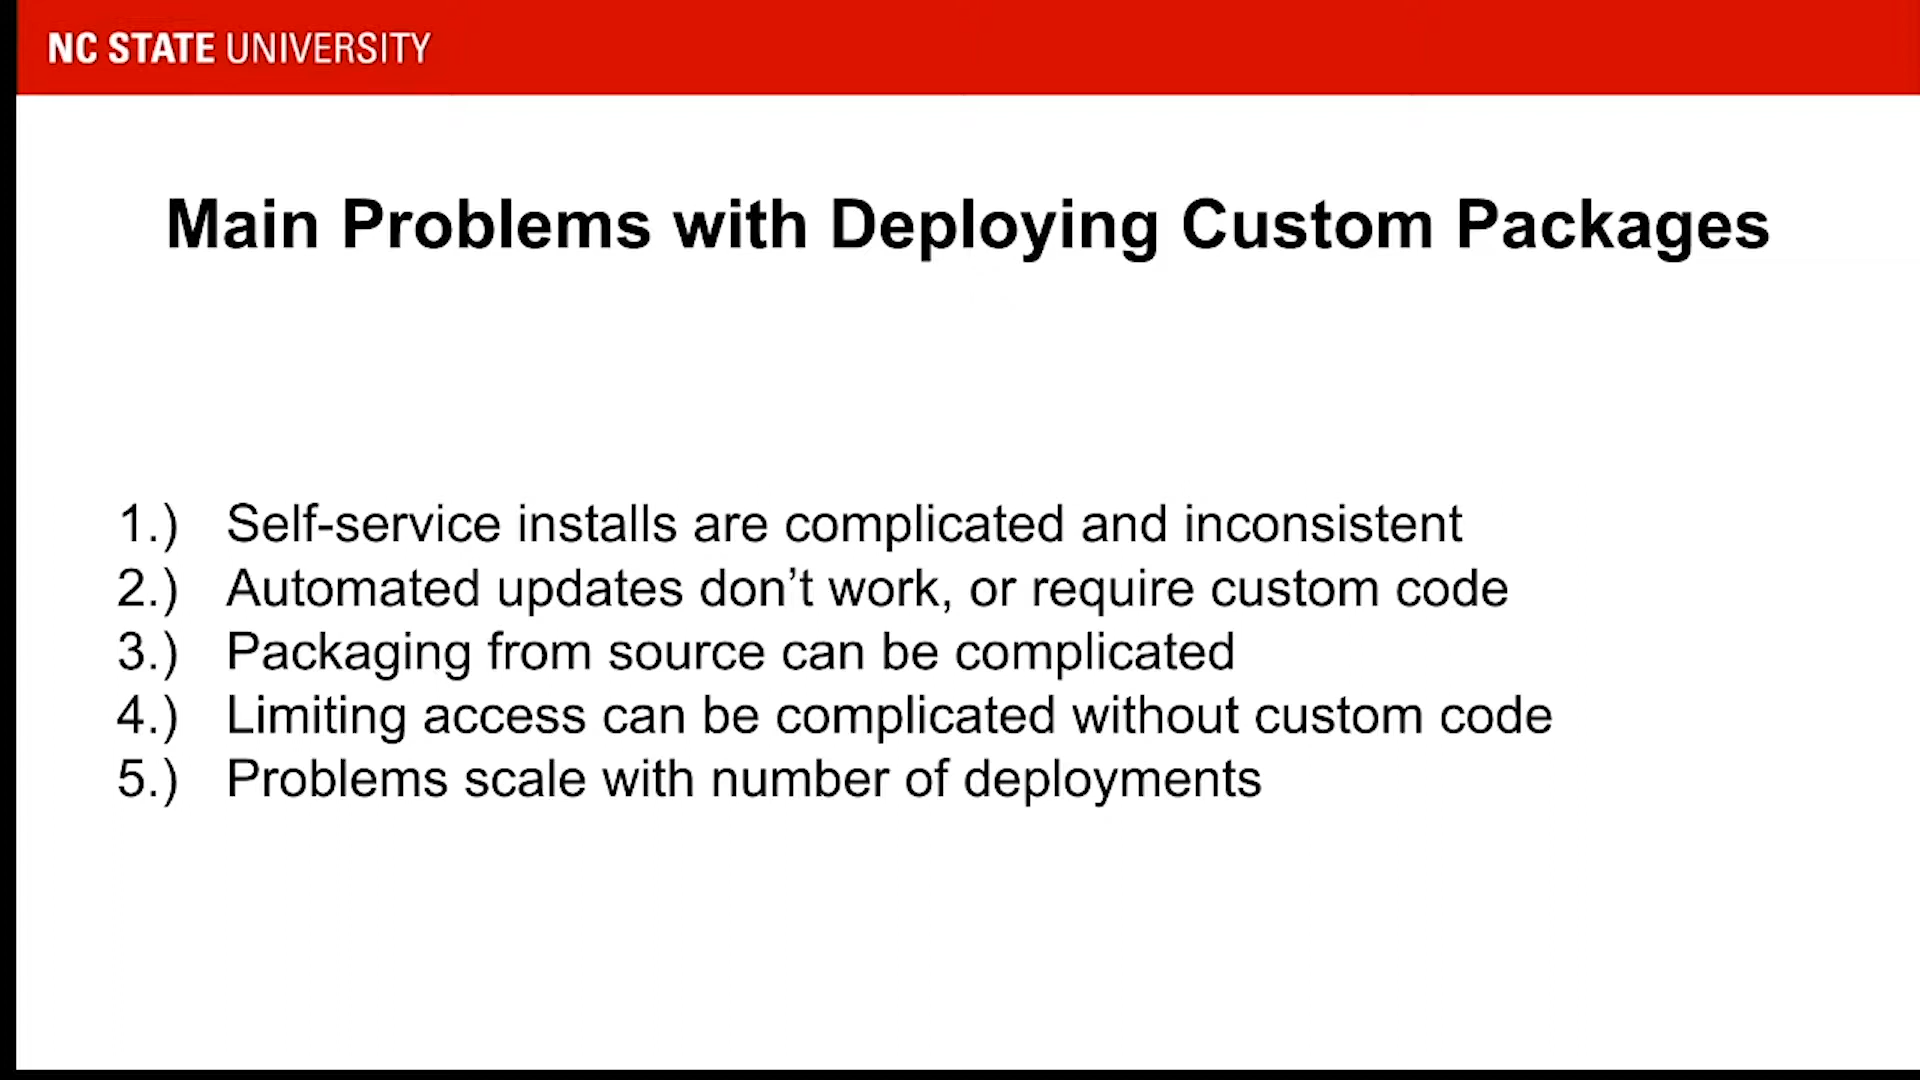 NC STATE UNIVERSITY
Main Problems with Deploying Custom Packages
1.) Self-service installs are complicated and inconsistent
2.) Automated updates don’t work, or require custom code
3.) Packaging from source can be complicated
4.) Limiting access can be complicated without custom code
5.) Problems scale with number of deployments